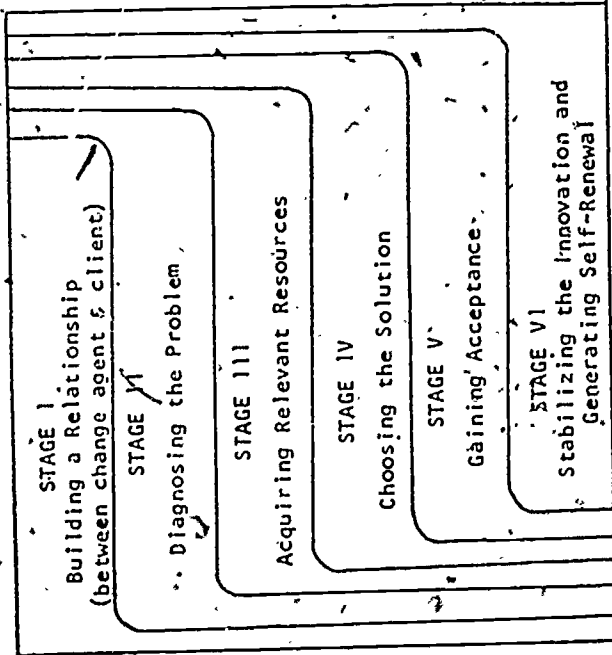 STAGE I
Building a Relationship
(between change agent & client)
STAGE II
Diagnosing the Problem
STAGE III
Acquiring Relevant Resources
STAGE IV
Choosing the Solution
STAGE V
Gaining Acceptance
STAGE VI
Stabilizing the Innovation and
Generating Self-Renewal